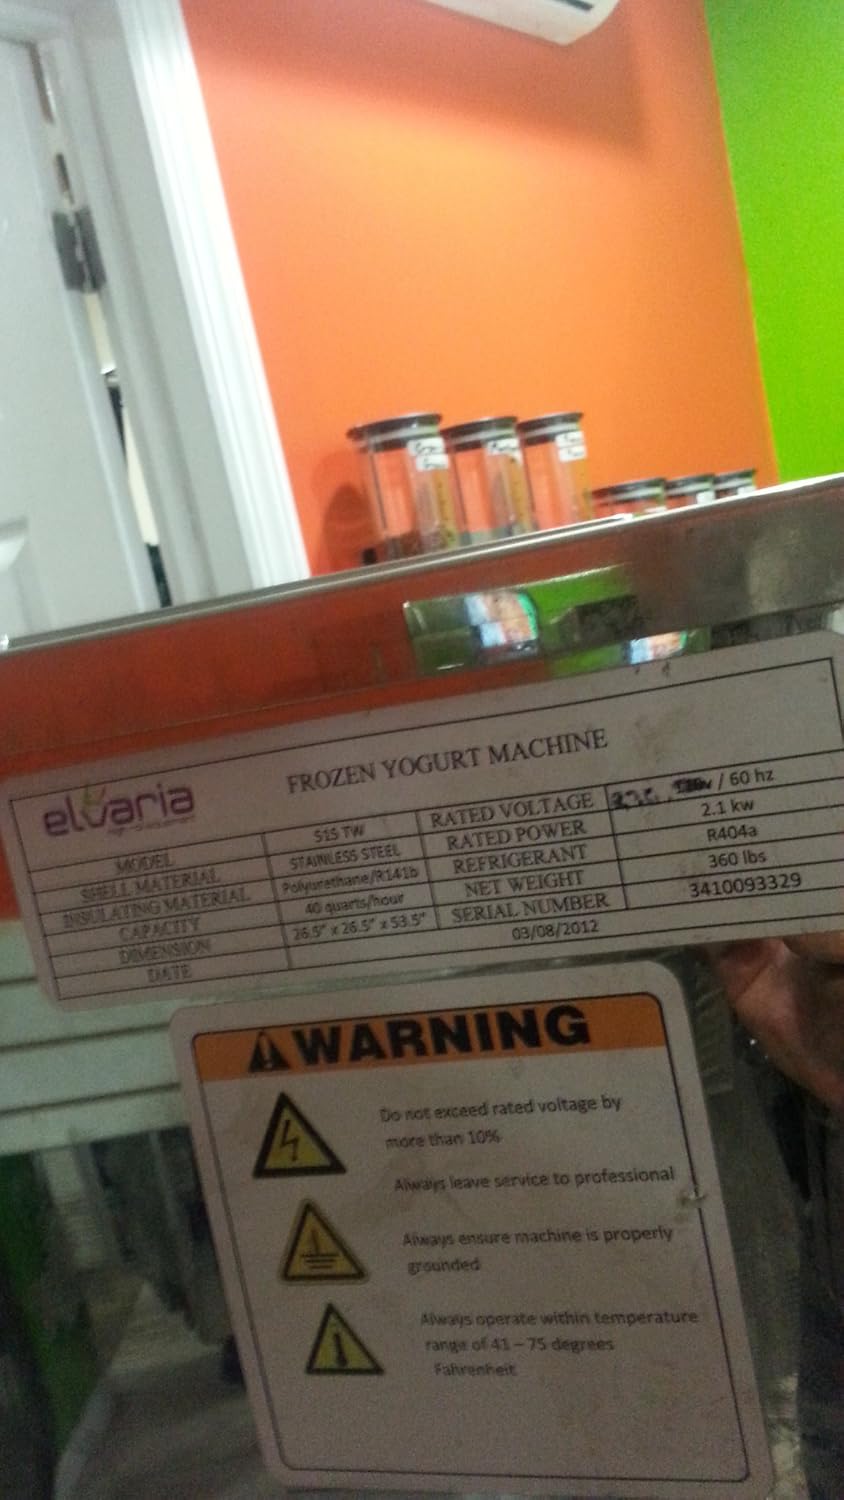 elvaria
FROZEN YOGURT MACHINE
MODEL S15 TW RATED VOLTAGE / 60 hz
SHELL MATERIAL STAINLESS STEEL RATED POWER 2.1 kw
INSULATING MATERIAL Polyurethane/R141b REFRIGERANT R404a
CAPACITY 40 quarts/hour NET WEIGHT 360 lbs
DIMENSION 26.5" x 26.5" x 53.5" SERIAL NUMBER 3410093329
DATE 03/08/2012
WARNING
Do not exceed rated voltage by
more than 10%
Always leave service to professional
Always ensure machine is properly
grounded
Always operate within temperature
range of 41 – 75 degrees
Fahrenheit